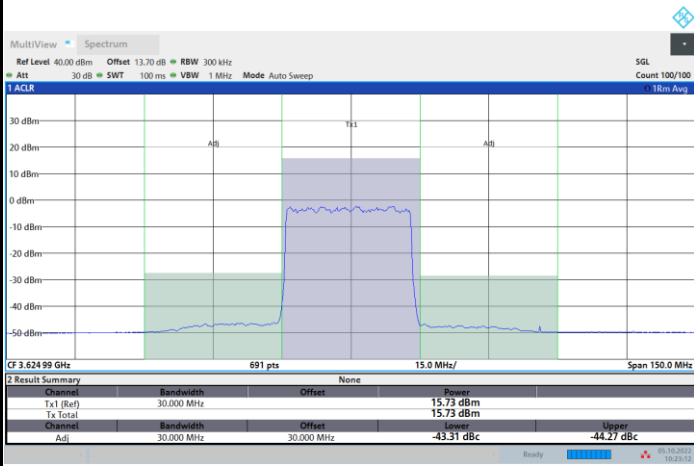 MultiView Spectrum
Ref Level 40.00 dBm Offset 13.70 dB RBW 300 kHz SGL
Att 30 dB SWT 100 ms VBW 1 MHz Mode Auto Sweep Count 100/100
1 ACLR 1Rm Avg
30 dBm
Tx1
20 dBm
Adj Adj
10 dBm
0 dBm
-10 dBm
-20 dBm
-30 dBm
-40 dBm
-50 dBm
CF 3.624 99 GHz 691 pts 15.0 MHz/ Span 150.0 MHz
2 Result Summary None
Channel Bandwidth Offset Power
Tx1 (Ref) 30.000 MHz 15.73 dBm
Tx Total 15.73 dBm
Channel Bandwidth Offset Lower Upper
Adj 30.000 MHz 30.000 MHz -43.31 dBc -44.27 dBc
Ready 05.10.2022
10:23:12